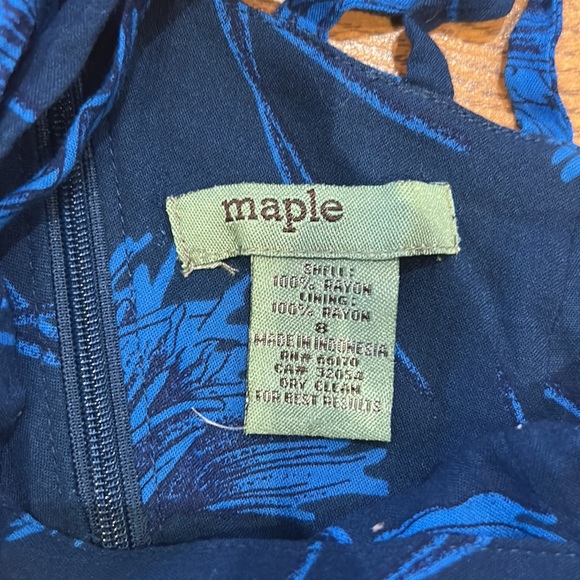 maple
SHELL:
100% RAYON
LINING:
100% RAYON
8
MADE IN INDONESIA
RN# 66170
CA# 32054
DRY CLEAN
FOR BEST RESULTS